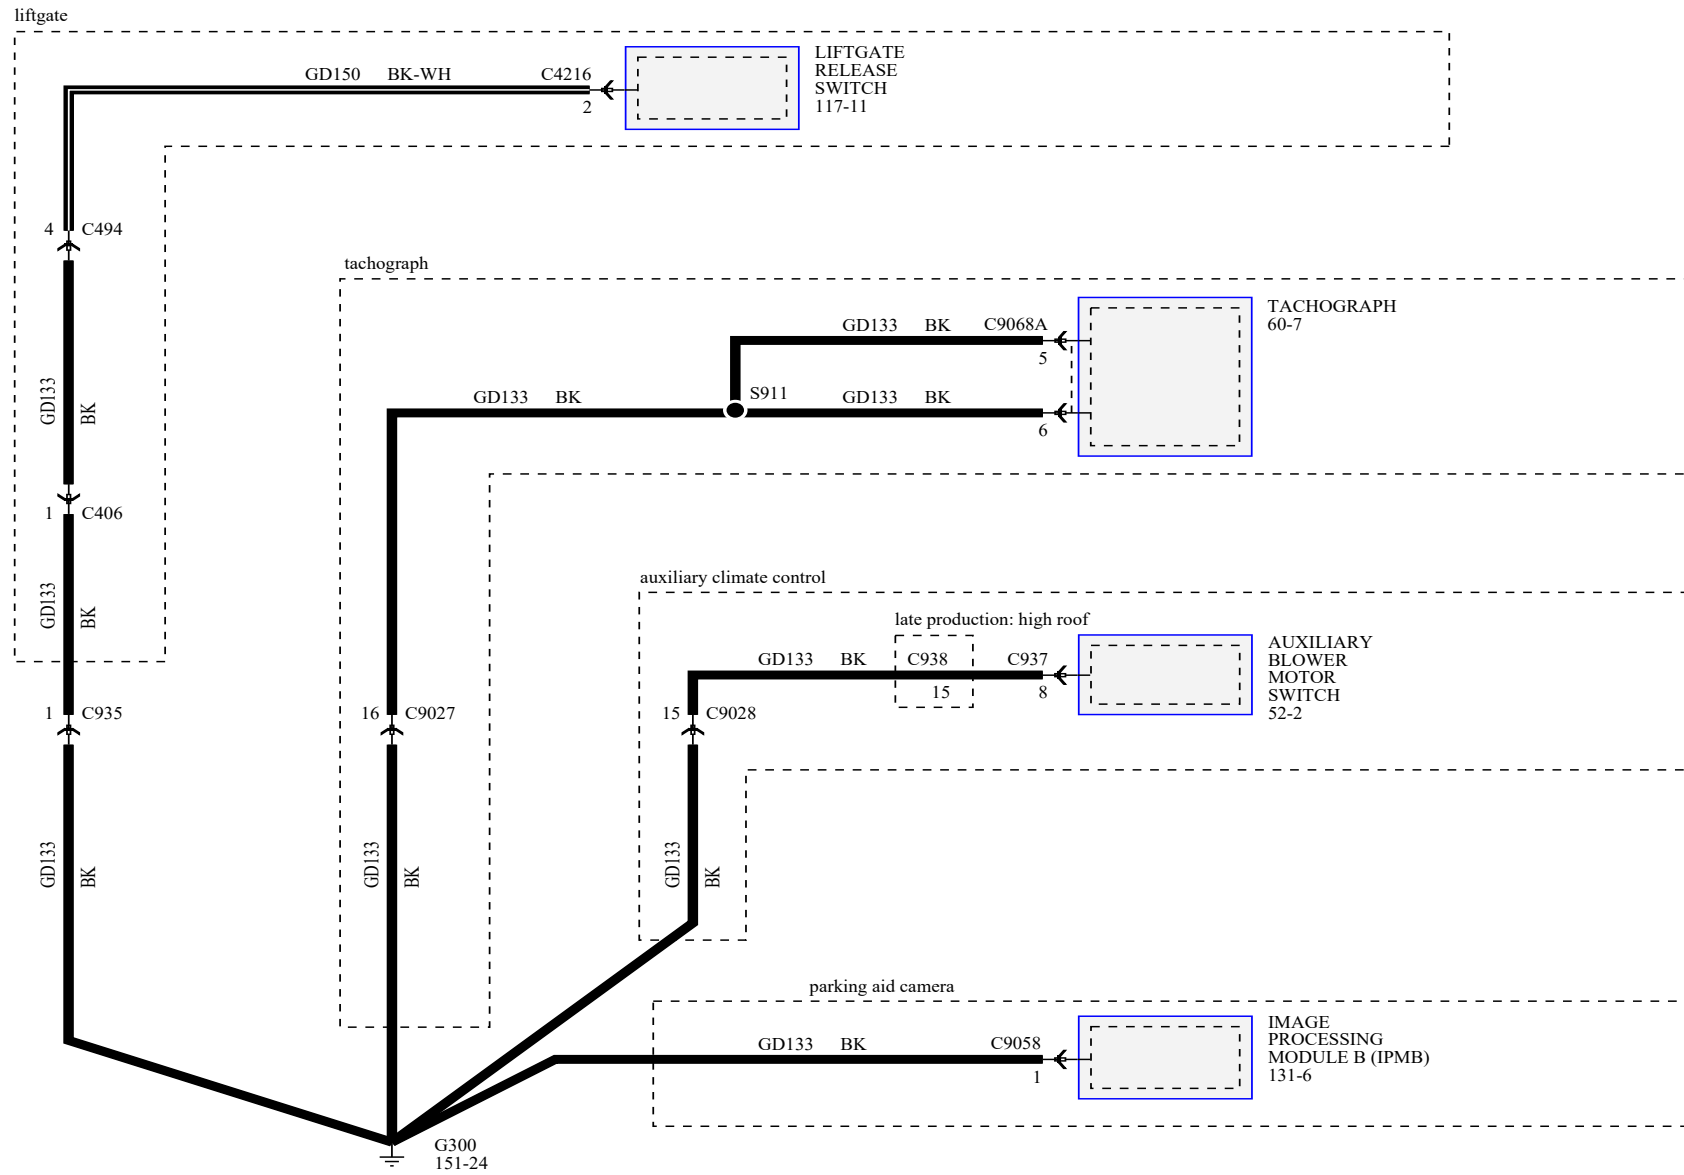 liftgate
GD150 BK-WH C4216
2
LIFTGATE
RELEASE
SWITCH
117-11
4 C494
GD133
BK
1 C406
GD133
BK
1 C935
GD133
BK
tachograph
GD133 BK C9068A
5
TACHOGRAPH
60-7
GD133 BK
S911
GD133 BK
6
16 C9027
GD133
BK
auxiliary climate control
late production: high roof
GD133 BK C938 C937
15 8
AUXILIARY
BLOWER
MOTOR
SWITCH
52-2
15 C9028
GD133
BK
parking aid camera
GD133 BK C9058
1
IMAGE
PROCESSING
MODULE B (IPMB)
131-6
G300
151-24